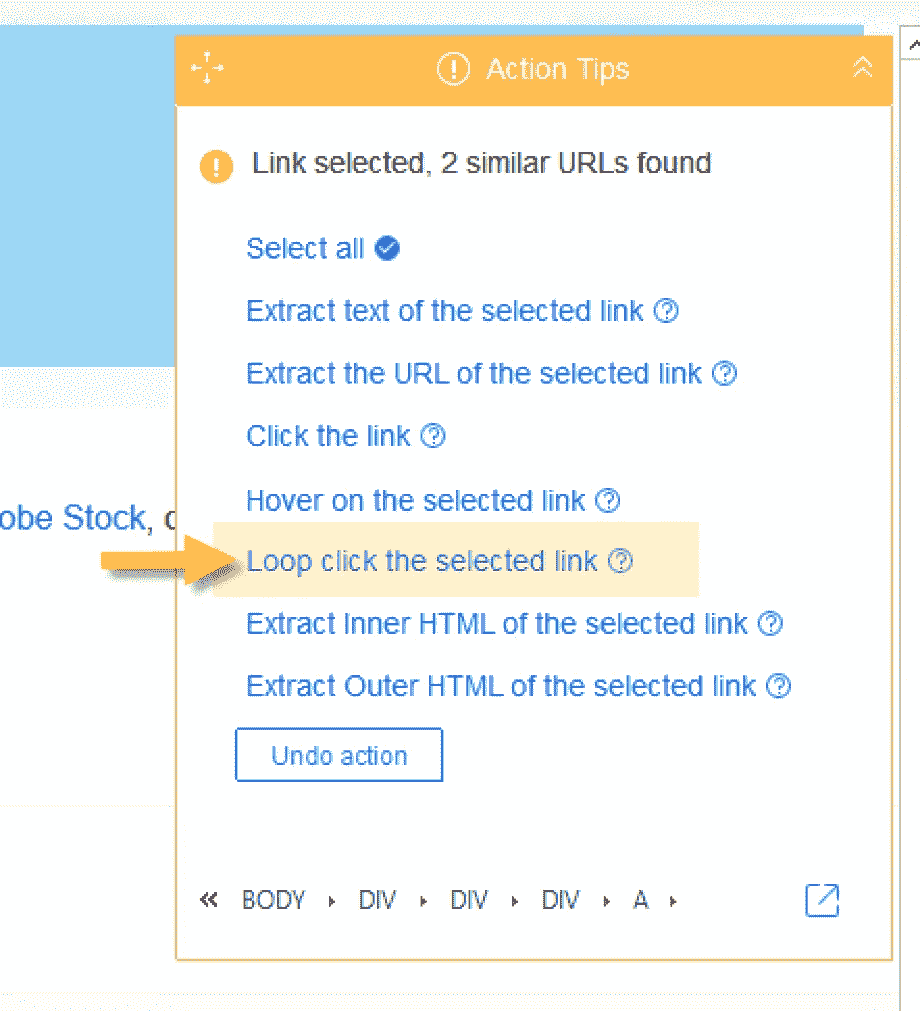 Action Tips
Link selected, 2 similar URLs found
Select all
Extract text of the selected link
Extract the URL of the selected link
Click the link
Hover on the selected link
obe Stock,
Loop click the selected link
Extract Inner HTML of the selected link
Extract Outer HTML of the selected link
Undo action
« BODY ▸ DIV ▸ DIV ▸ DIV ▸ A ▸